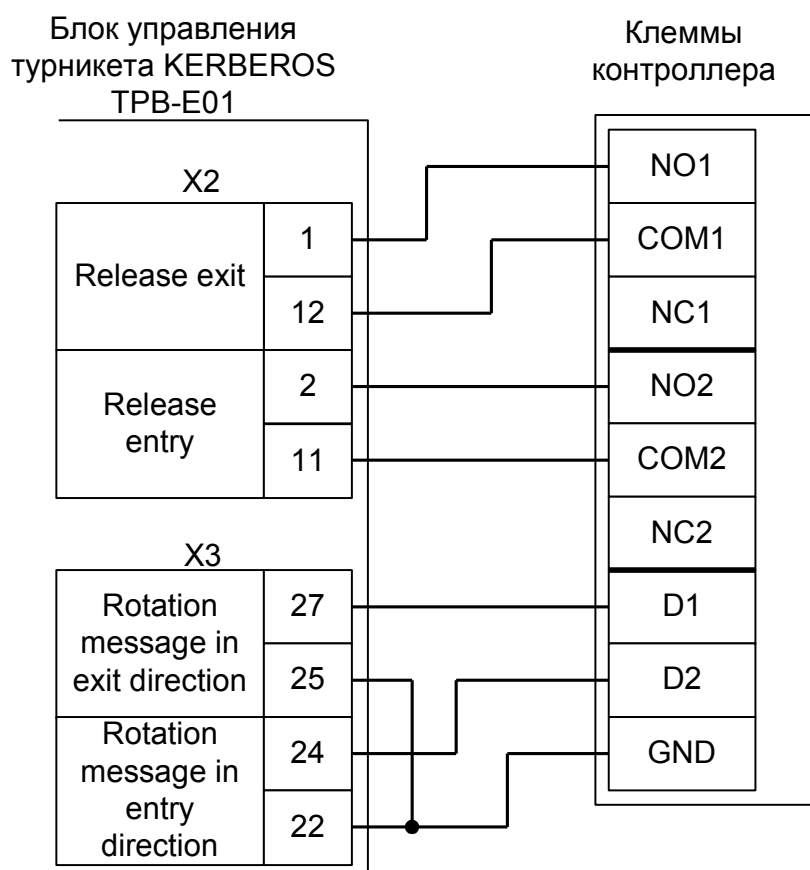 Блок управления
турникета KERBEROS
TPB-E01
Клеммы
контроллера
X2
Release exit
1
12
Release
entry
2
11
X3
Rotation
message in
exit direction
27
25
Rotation
message in
entry
direction
24
22
NO1
COM1
NC1
NO2
COM2
NC2
D1
D2
GND